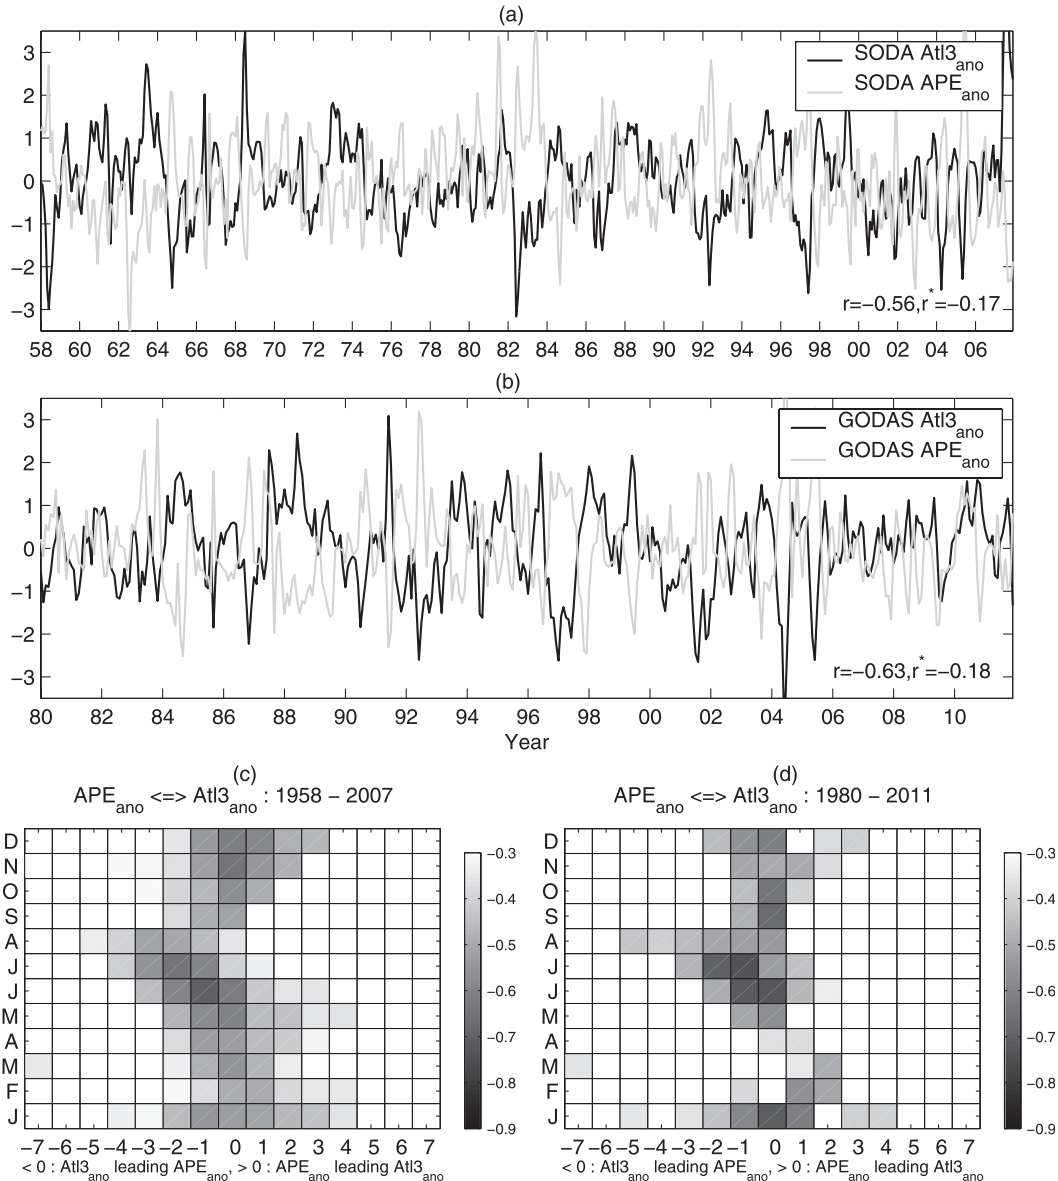 (a)
3
2
1
0
−1
−2
−3
SODA Atl3ano
SODA APEano
r=−0.56,r*=−0.17
58 60 62 64 66 68 70 72 74 76 78 80 82 84 86 88 90 92 94 96 98 00 02 04 06
(b)
3
2
1
0
−1
−2
−3
GODAS Atl3ano
GODAS APEano
r=−0.63,r*=−0.18
80 82 84 86 88 90 92 94 96 98 00 02 04 06 08 10
Year
(c)
APEano <=> Atl3ano : 1958 − 2007
D
N
O
S
A
J
J
M
A
M
F
J
−7 −6 −5 −4 −3 −2 −1 0 1 2 3 4 5 6 7
< 0 : Atl3ano leading APEano, > 0 : APEano leading Atl3ano
−0.3
−0.4
−0.5
−0.6
−0.7
−0.8
−0.9
(d)
APEano <=> Atl3ano : 1980 − 2011
D
N
O
S
A
J
J
M
A
M
F
J
−7 −6 −5 −4 −3 −2 −1 0 1 2 3 4 5 6 7
< 0 : Atl3ano leading APEano, > 0 : APEano leading Atl3ano
−0.3
−0.4
−0.5
−0.6
−0.7
−0.8
−0.9